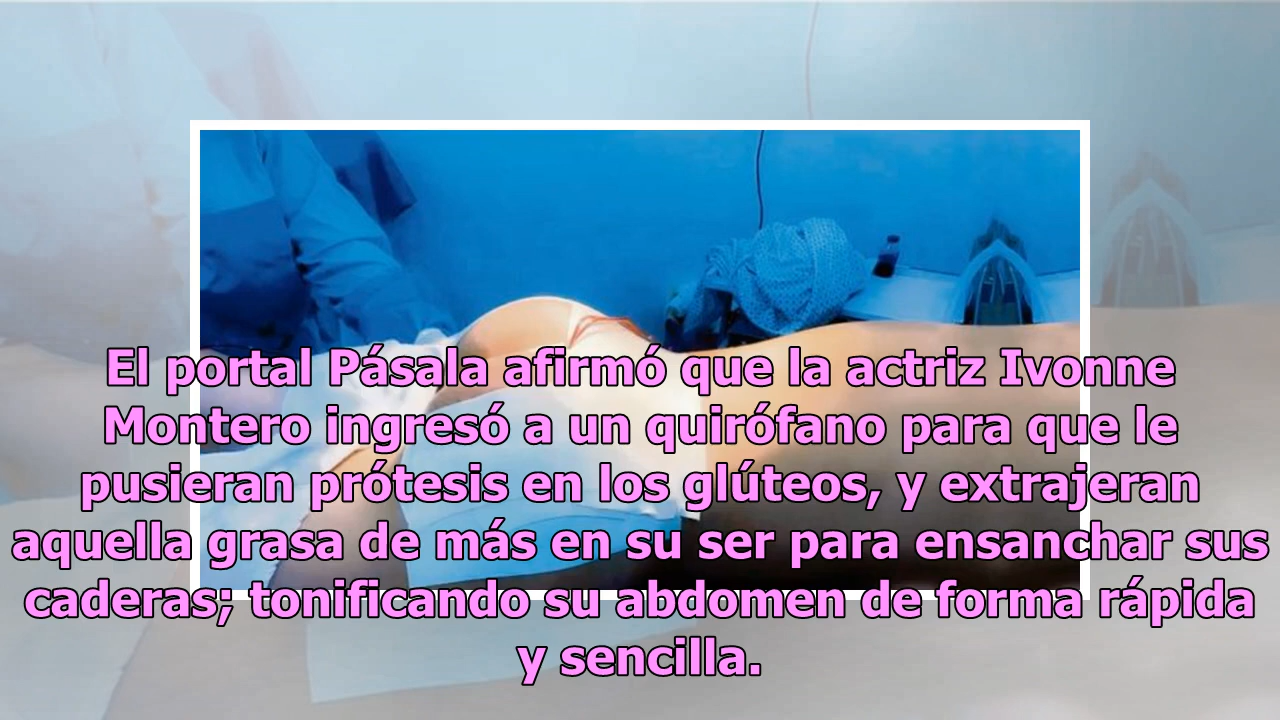 El portal Pásala afirmó que la actriz Ivonne
Montero ingresó a un quirófano para que le
pusieran prótesis en los glúteos, y extrajeran
aquella grasa de más en su ser para ensanchar sus
caderas; tonificando su abdomen de forma rápida
y sencilla.